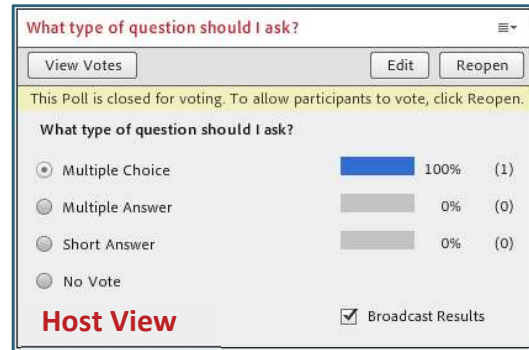 What type of question should I ask?
View Votes Edit Reopen
This Poll is closed for voting. To allow participants to vote, click Reopen.
What type of question should I ask?
Multiple Choice 100% (1)
Multiple Answer 0% (0)
Short Answer 0% (0)
No Vote
Host View Broadcast Results